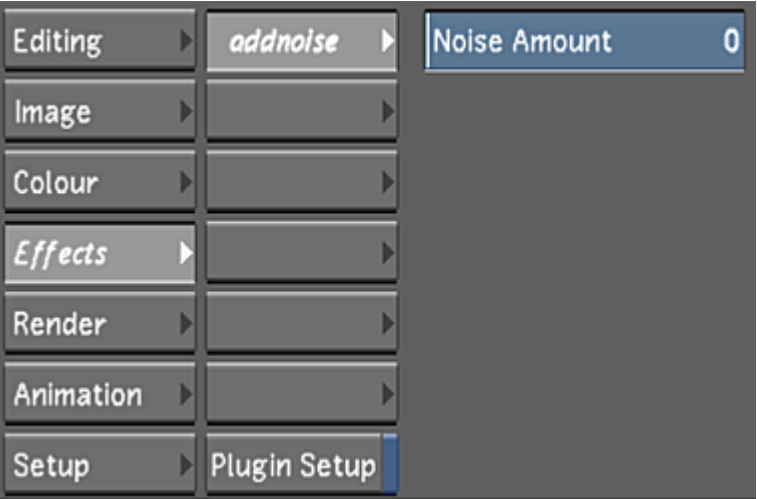 Editing
addnoise
Noise Amount 0
Image
Colour
Effects
Render
Animation
Setup
Plugin Setup